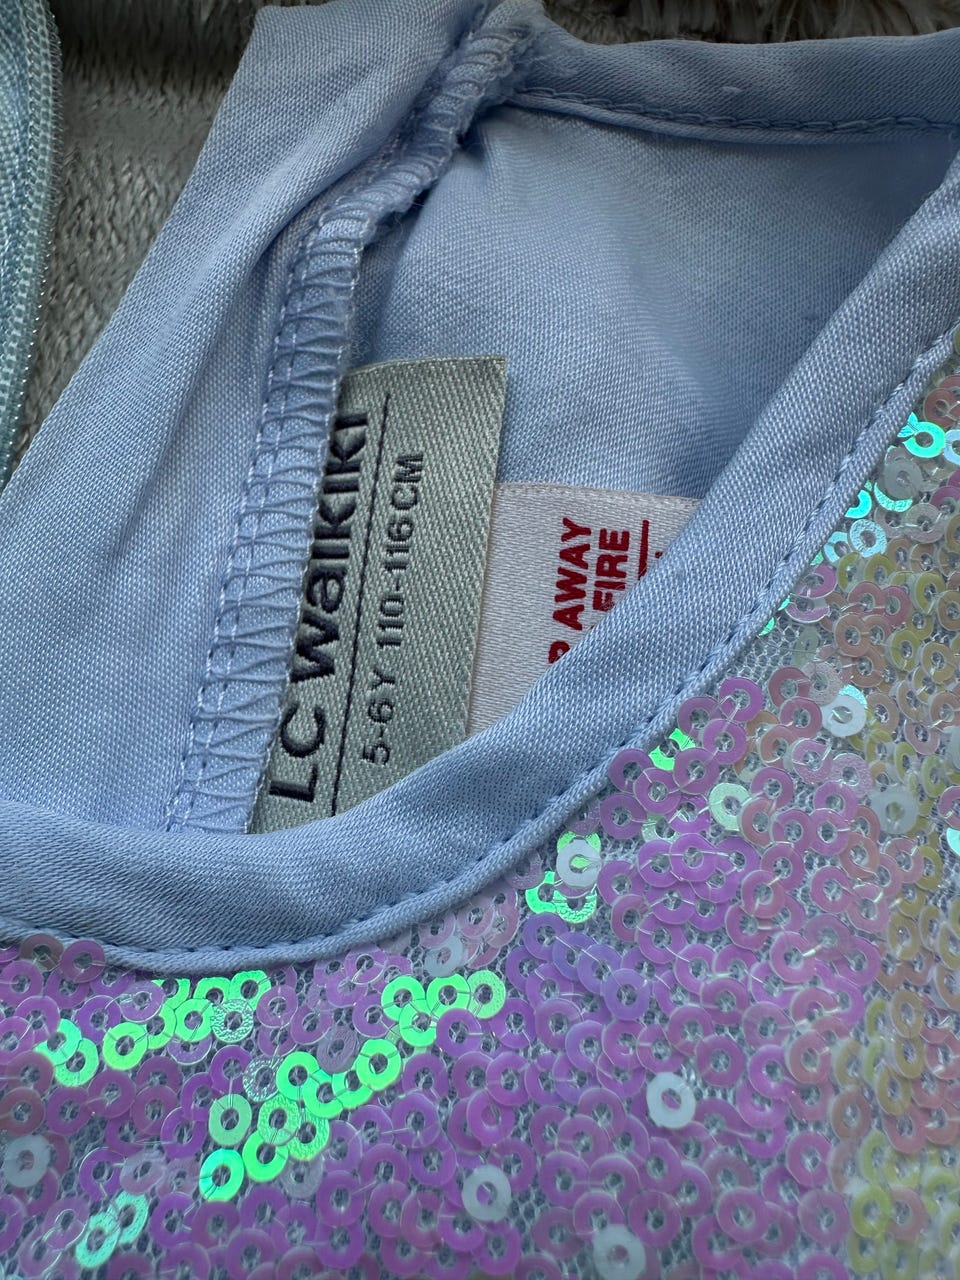 LC Waikiki
5-6Y 110-116CM
AWAY
FIRE